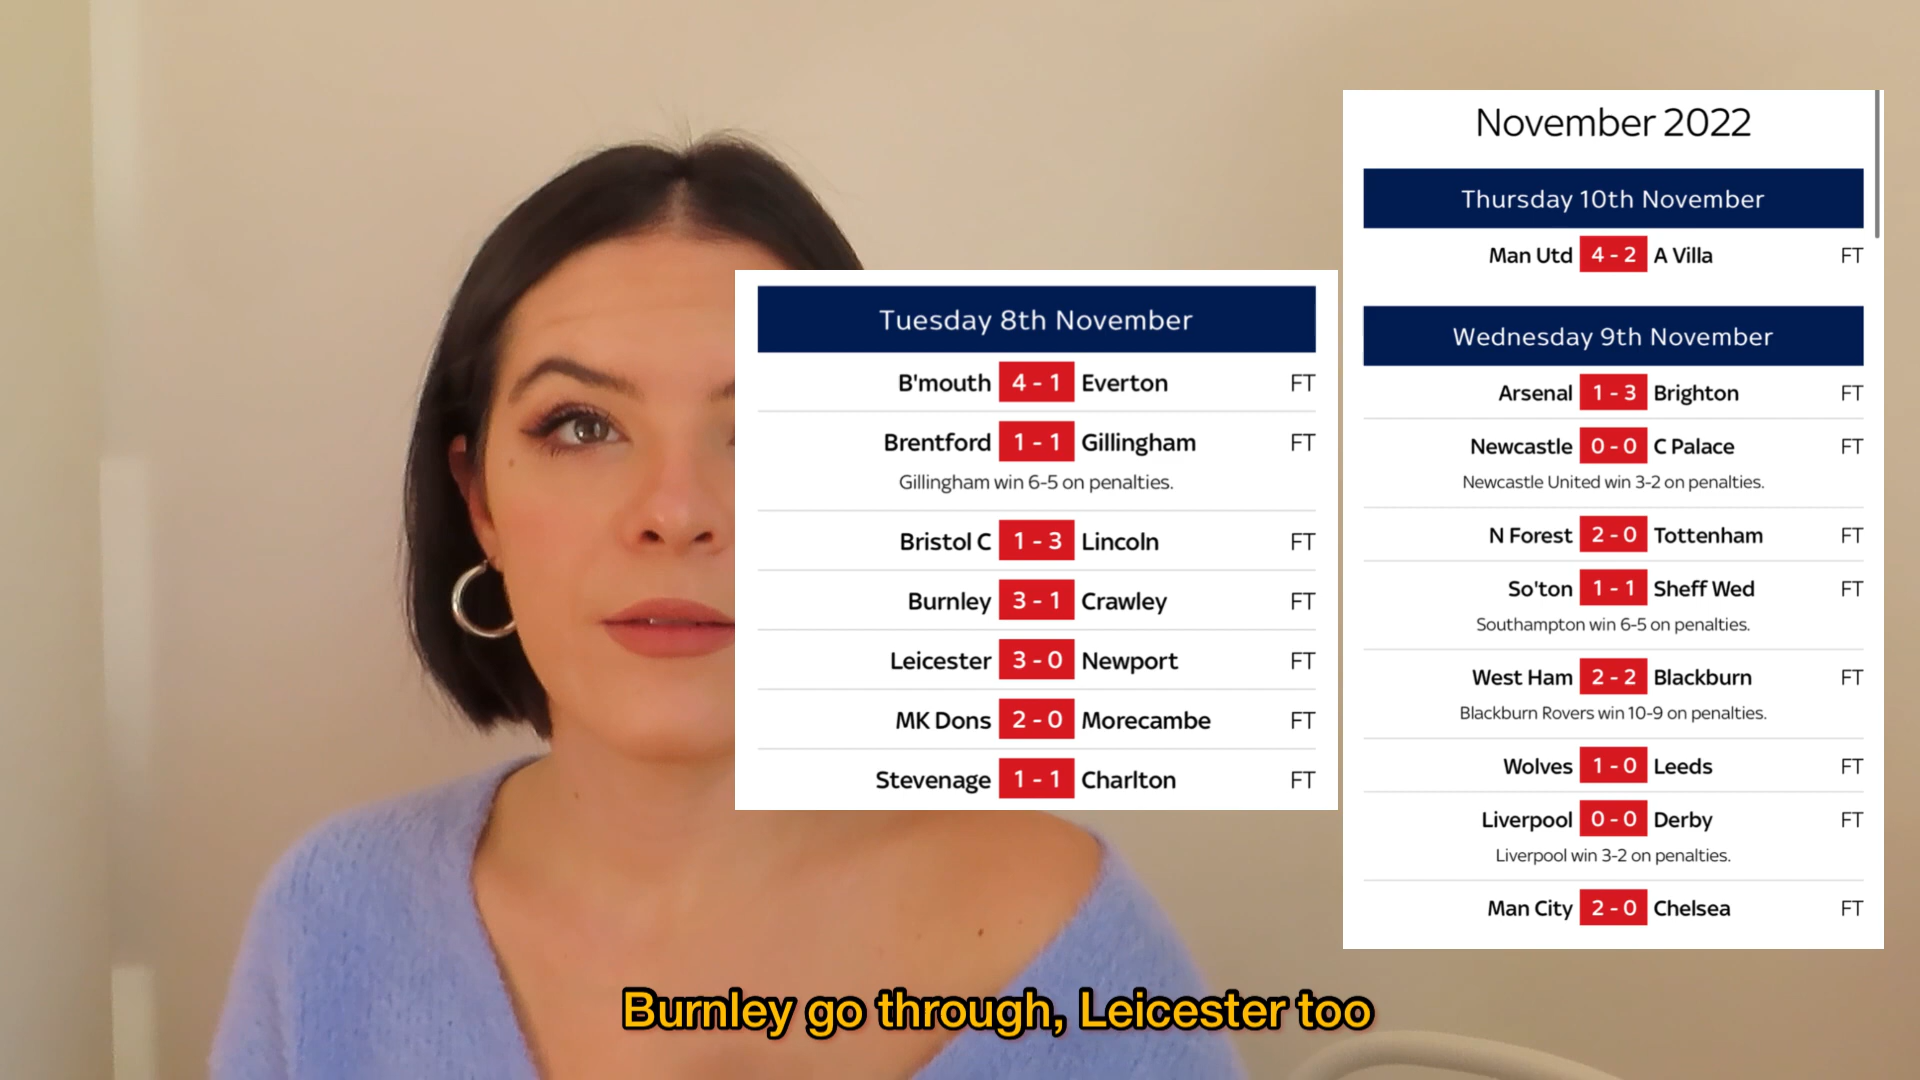 November 2022
Thursday 10th November
Man Utd 4 - 2 A Villa FT
Wednesday 9th November
Arsenal 1 - 3 Brighton FT
Newcastle 0 - 0 C Palace FT
Newcastle United win 3-2 on penalties.
N Forest 2 - 0 Tottenham FT
So'ton 1 - 1 Sheff Wed FT
Southampton win 6-5 on penalties.
West Ham 2 - 2 Blackburn FT
Blackburn Rovers win 10-9 on penalties.
Wolves 1 - 0 Leeds FT
Liverpool 0 - 0 Derby FT
Liverpool win 3-2 on penalties.
Man City 2 - 0 Chelsea FT
Tuesday 8th November
B'mouth 4 - 1 Everton FT
Brentford 1 - 1 Gillingham FT
Gillingham win 6-5 on penalties.
Bristol C 1 - 3 Lincoln FT
Burnley 3 - 1 Crawley FT
Leicester 3 - 0 Newport FT
MK Dons 2 - 0 Morecambe FT
Stevenage 1 - 1 Charlton FT
Burnley go through, Leicester too